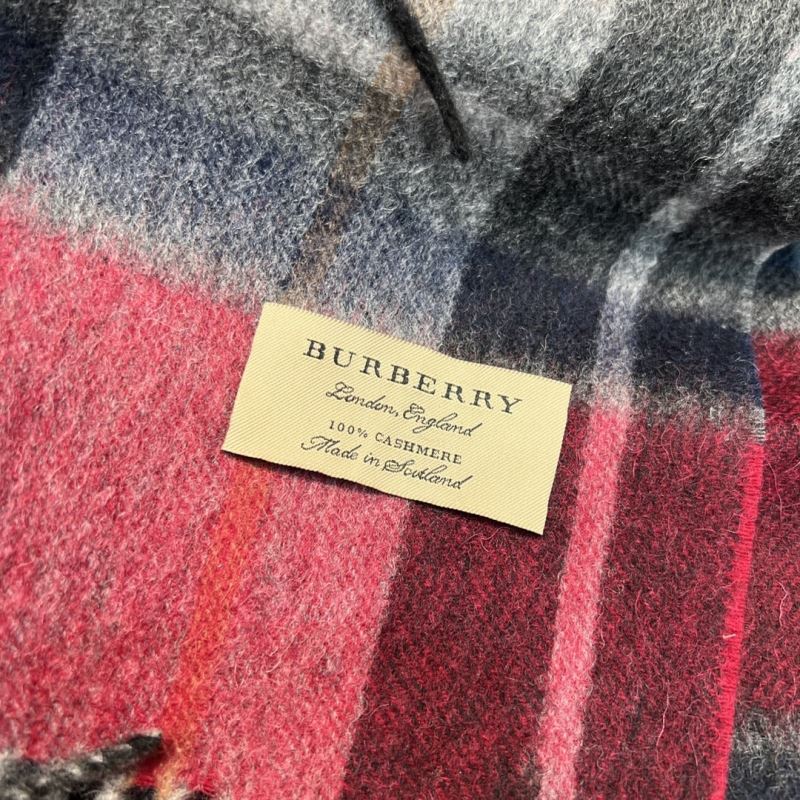 BURBERRY
London, England
100% CASHMERE
Made in Scotland